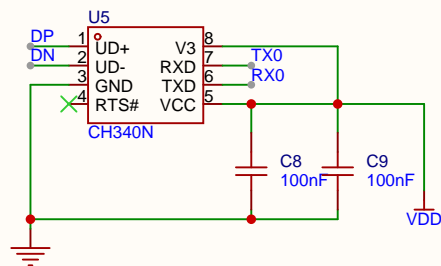 U5
DP 1 UD+ V3 8
DN 2 UD- RXD 7 TX0
3 GND TXD 6 RX0
4 RTS# VCC 5
CH340N
C8 C9
100nF 100nF
VDD